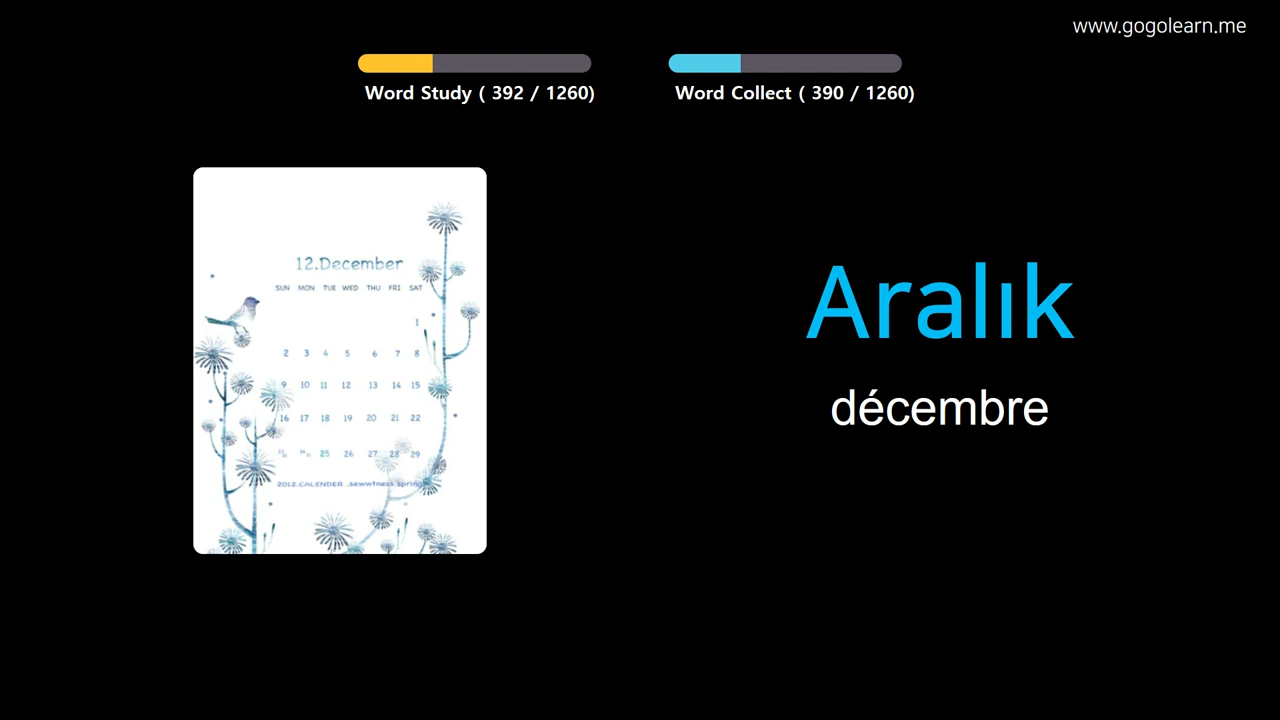 www.gogolearn.me
Word Study ( 392 / 1260)
Word Collect ( 390 / 1260)
12.December
SUN MON TUE WED THU FRI SAT
1
2 3 4 5 6 7 8
9 10 11 12 13 14 15
16 17 18 19 20 21 22
25 26 27 28 29
2012.CALENDER .sewwtness spring
Aralık
décembre